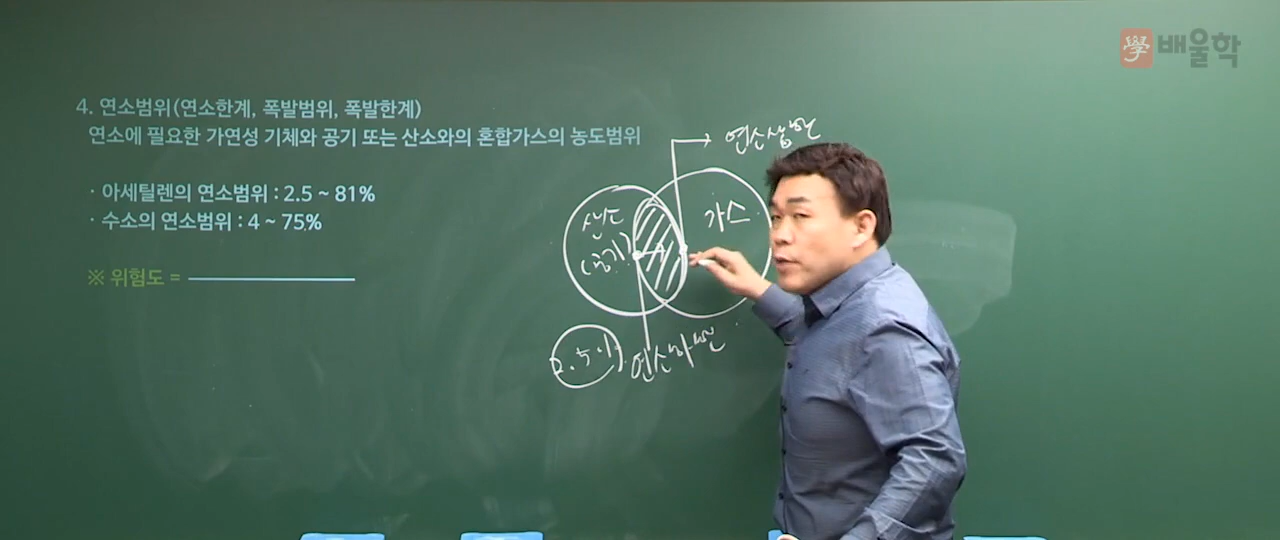 學 배울학
4. 연소범위(연소한계, 폭발범위, 폭발한계)
연소에 필요한 가연성 기체와 공기 또는 산소와의 혼합가스의 농도범위
· 아세틸렌의 연소범위 : 2.5 ~ 81%
· 수소의 연소범위 : 4 ~ 75%
※ 위험도 =
연소상한
산소
(공기)
가스
연소하한